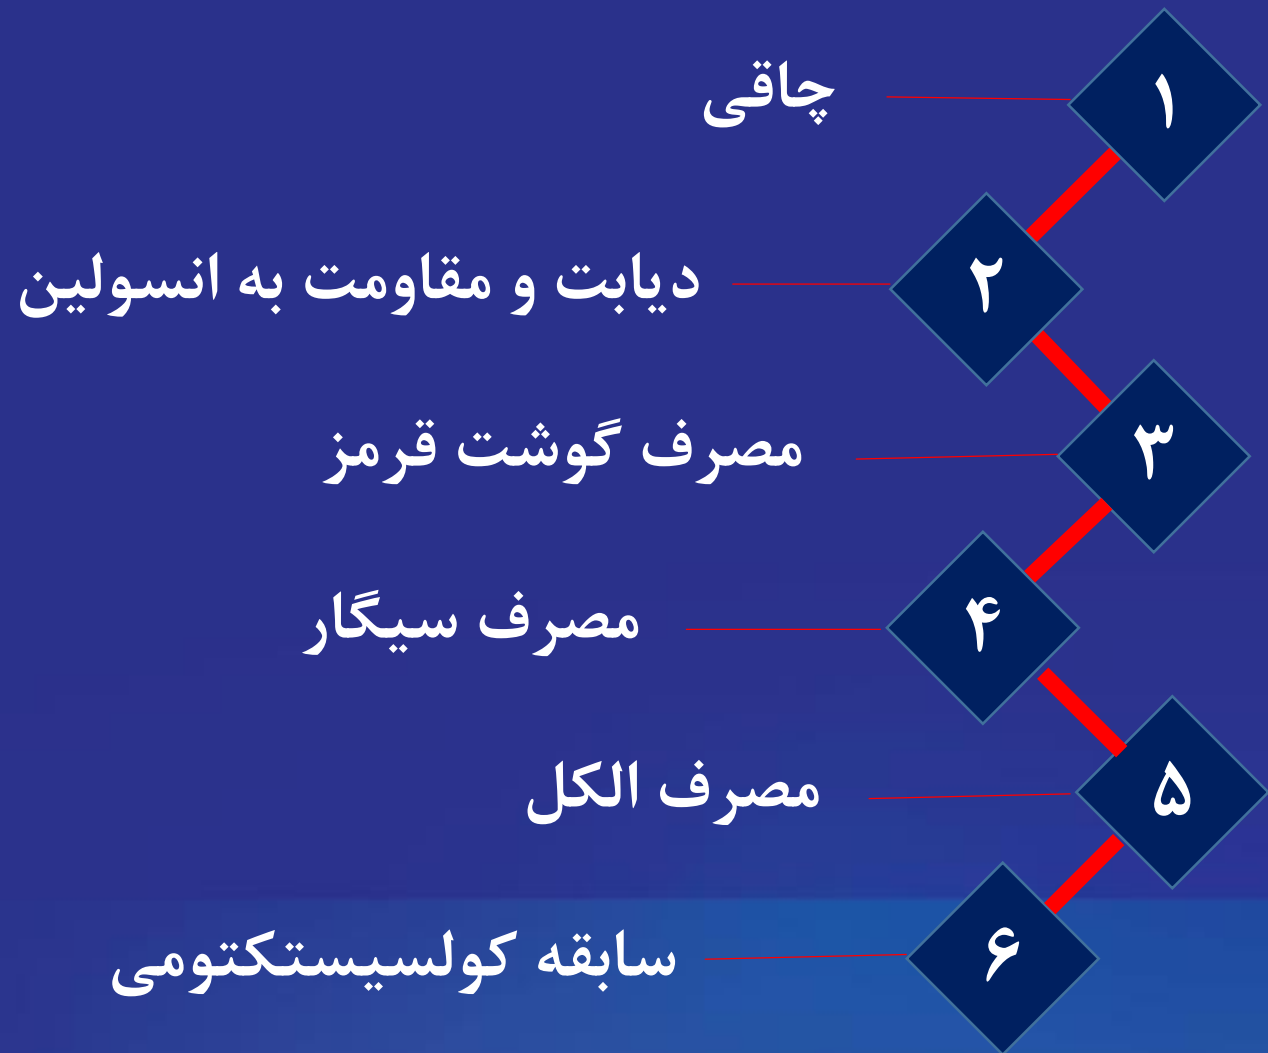 ۱
چاقی
۲
دیابت و مقاومت به انسولین
۳
مصرف گوشت قرمز
۴
مصرف سیگار
۵
مصرف الکل
۶
سابقه کولسیستکتومی